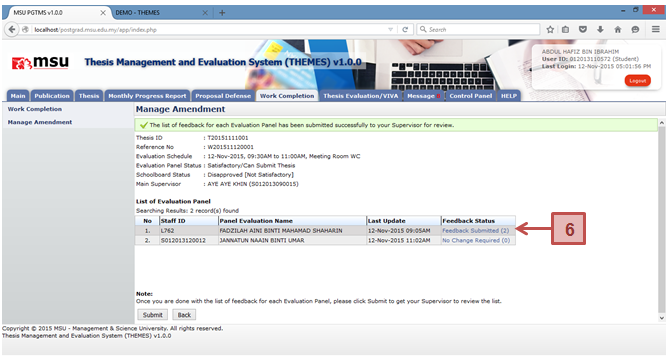 MSU PGTMS v1.0.0
DEMO - THEMES
localhost/postgrad.msu.edu.my/app/index.php
Search
msu
Thesis Management and Evaluation System (THEMES) v1.0.0
ABDUL HAFIZ BIN IBRAHIM
User ID: 012013110572 (Student)
Last Login: 12-Nov-2015 05:01:56 PM
Logout
Main Publication Thesis Monthly Progress Report Proposal Defense Work Completion Thesis Evaluation/VIVA Message Control Panel HELP
Work Completion
Manage Amendment
Manage Amendment
The list of feedback for each Evaluation Panel has been submitted successfully to your Supervisor for review.
Thesis ID : T20151111001
Reference No : W201511120001
Evaluation Schedule : 12-Nov-2015, 09:30AM to 11:00AM, Meeting Room WC
Evaluation Panel Status : Satisfactory/Can Submit Thesis
Schoolboard Status : Disapproved [Not Satisfactory]
Main Supervisor : AYE AYE KHIN (S012013090015)
List of Evaluation Panel
Searching Results: 2 record(s) found
No Staff ID Panel Evaluation Name Last Update Feedback Status
1. L762 FADZILAH AINI BINTI MAHAMAD SHAHARIN 12-Nov-2015 09:05AM Feedback Submitted (2)
2. S012013120012 JANNATUN NAAIN BINTI UMAR 12-Nov-2015 11:02AM No Change Required (0)
6
Note:
Once you are done with the list of feedback for each Evaluation Panel, please click Submit to get your Supervisor to review the list.
Submit Back
Copyright © 2015 MSU - Management & Science University. All rights reserved.
Thesis Management and Evaluation System (THEMES) v1.0.0